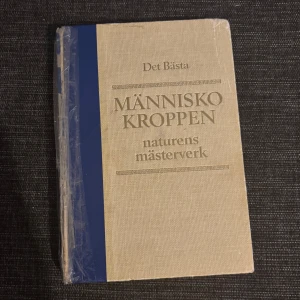 Det Bästa
MÄNNISKO
KROPPEN
naturens
mästerverk